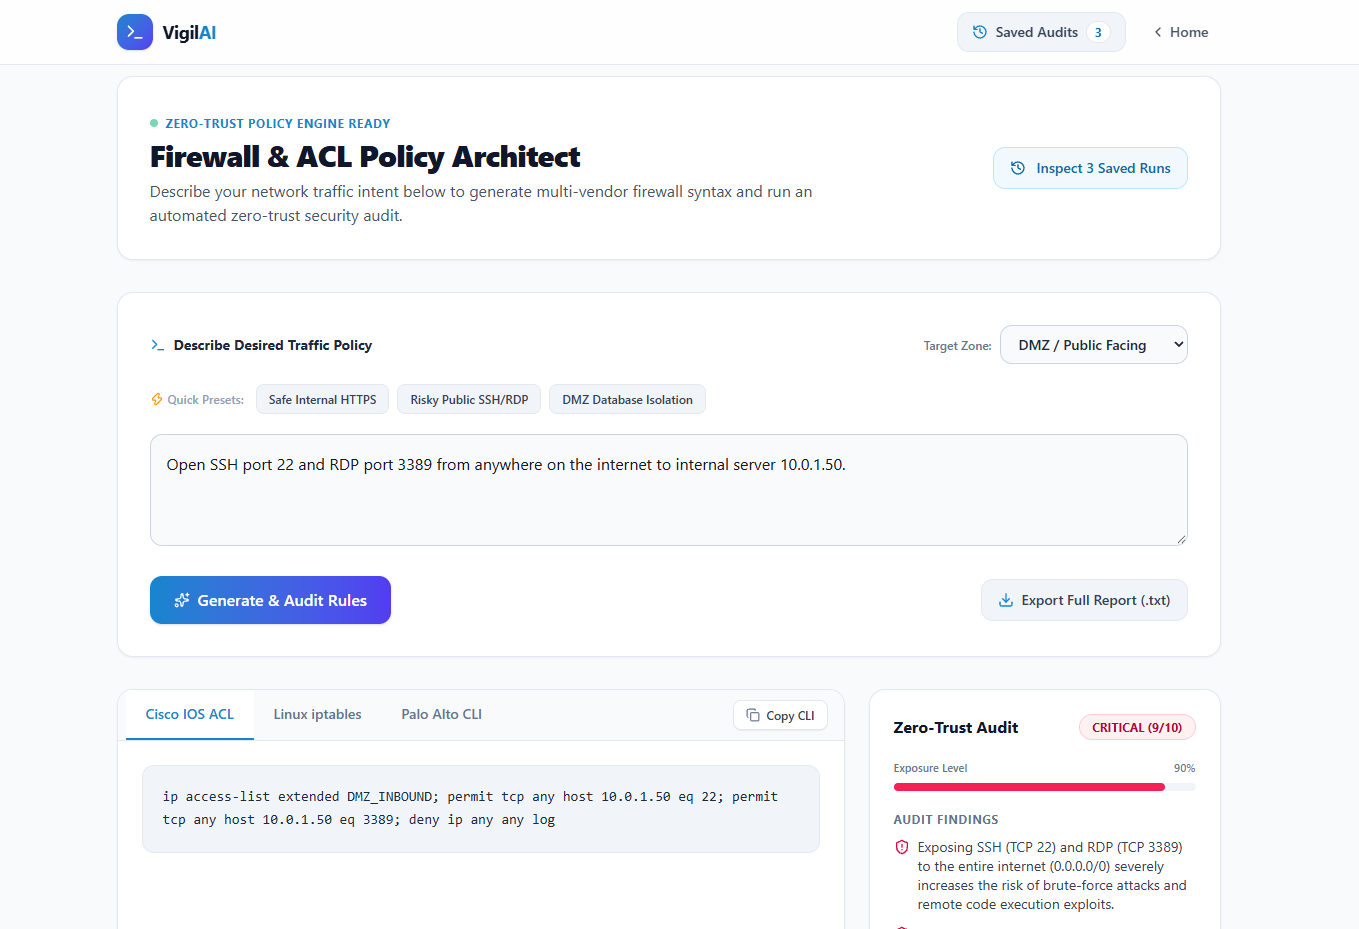 VigilAI
Saved Audits 3
Home
ZERO-TRUST POLICY ENGINE READY
Firewall & ACL Policy Architect
Describe your network traffic intent below to generate multi-vendor firewall syntax and run an
automated zero-trust security audit.
Inspect 3 Saved Runs
Describe Desired Traffic Policy
Target Zone: DMZ / Public Facing
Quick Presets: Safe Internal HTTPS Risky Public SSH/RDP DMZ Database Isolation
Open SSH port 22 and RDP port 3389 from anywhere on the internet to internal server 10.0.1.50.
Generate & Audit Rules
Export Full Report (.txt)
Cisco IOS ACL Linux iptables Palo Alto CLI Copy CLI
ip access-list extended DMZ_INBOUND; permit tcp any host 10.0.1.50 eq 22; permit
tcp any host 10.0.1.50 eq 3389; deny ip any any log
Zero-Trust Audit CRITICAL (9/10)
Exposure Level 90%
AUDIT FINDINGS
Exposing SSH (TCP 22) and RDP (TCP 3389)
to the entire internet (0.0.0.0/0) severely
increases the risk of brute-force attacks and
remote code execution exploits.